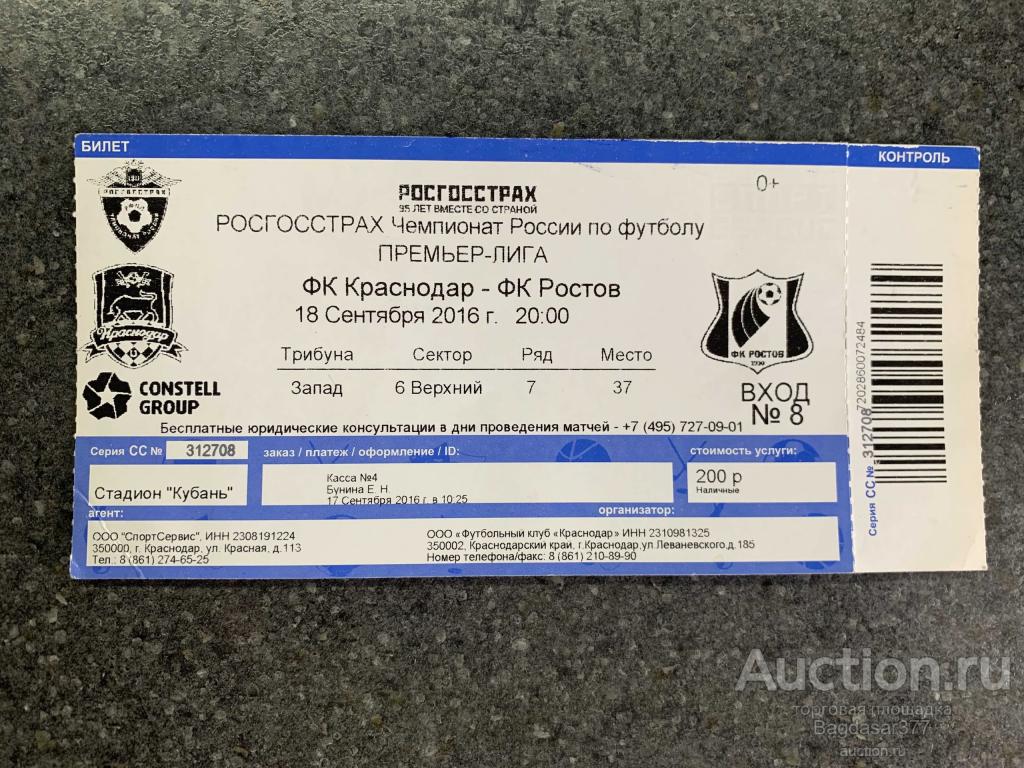 БИЛЕТ
КОНТРОЛЬ
РОСГОССТРАХ
РОСГОССТРАХ
95 ЛЕТ ВМЕСТЕ СО СТРАНОЙ
0+
РОСГОССТРАХ Чемпионат России по футболу
ПРЕМЬЕР-ЛИГА
ФК Краснодар - ФК Ростов
18 Сентября 2016 г. 20:00
Краснодар
ФК РОСТОВ
1930
Трибуна Сектор Ряд Место
Запад 6 Верхний 7 37
CONSTELL
GROUP
ВХОД
№ 8
Бесплатные юридические консультации в дни проведения матчей - +7 (495) 727-09-01
Серия СС № 312708
заказ / платеж / оформление / ID:
стоимость услуги:
Стадион "Кубань"
Касса №4
Бунина Е. Н.
17 Сентября 2016 г. в 10:25
200 р
Наличные
агент:
организатор:
ООО "СпортСервис", ИНН 2308191224
350000, г. Краснодар, ул. Красная, д.113
Тел.: 8 (861) 274-65-25
ООО «Футбольный клуб «Краснодар» ИНН 2310981325
350002, Краснодарский край, г.Краснодар,ул.Леваневского,д.185
Номер телефона/факс: 8 (861) 210-89-90
7202860072484
Серия СС № 312708
Auction.ru
торговая площадка
Bagdasar377
auction.ru